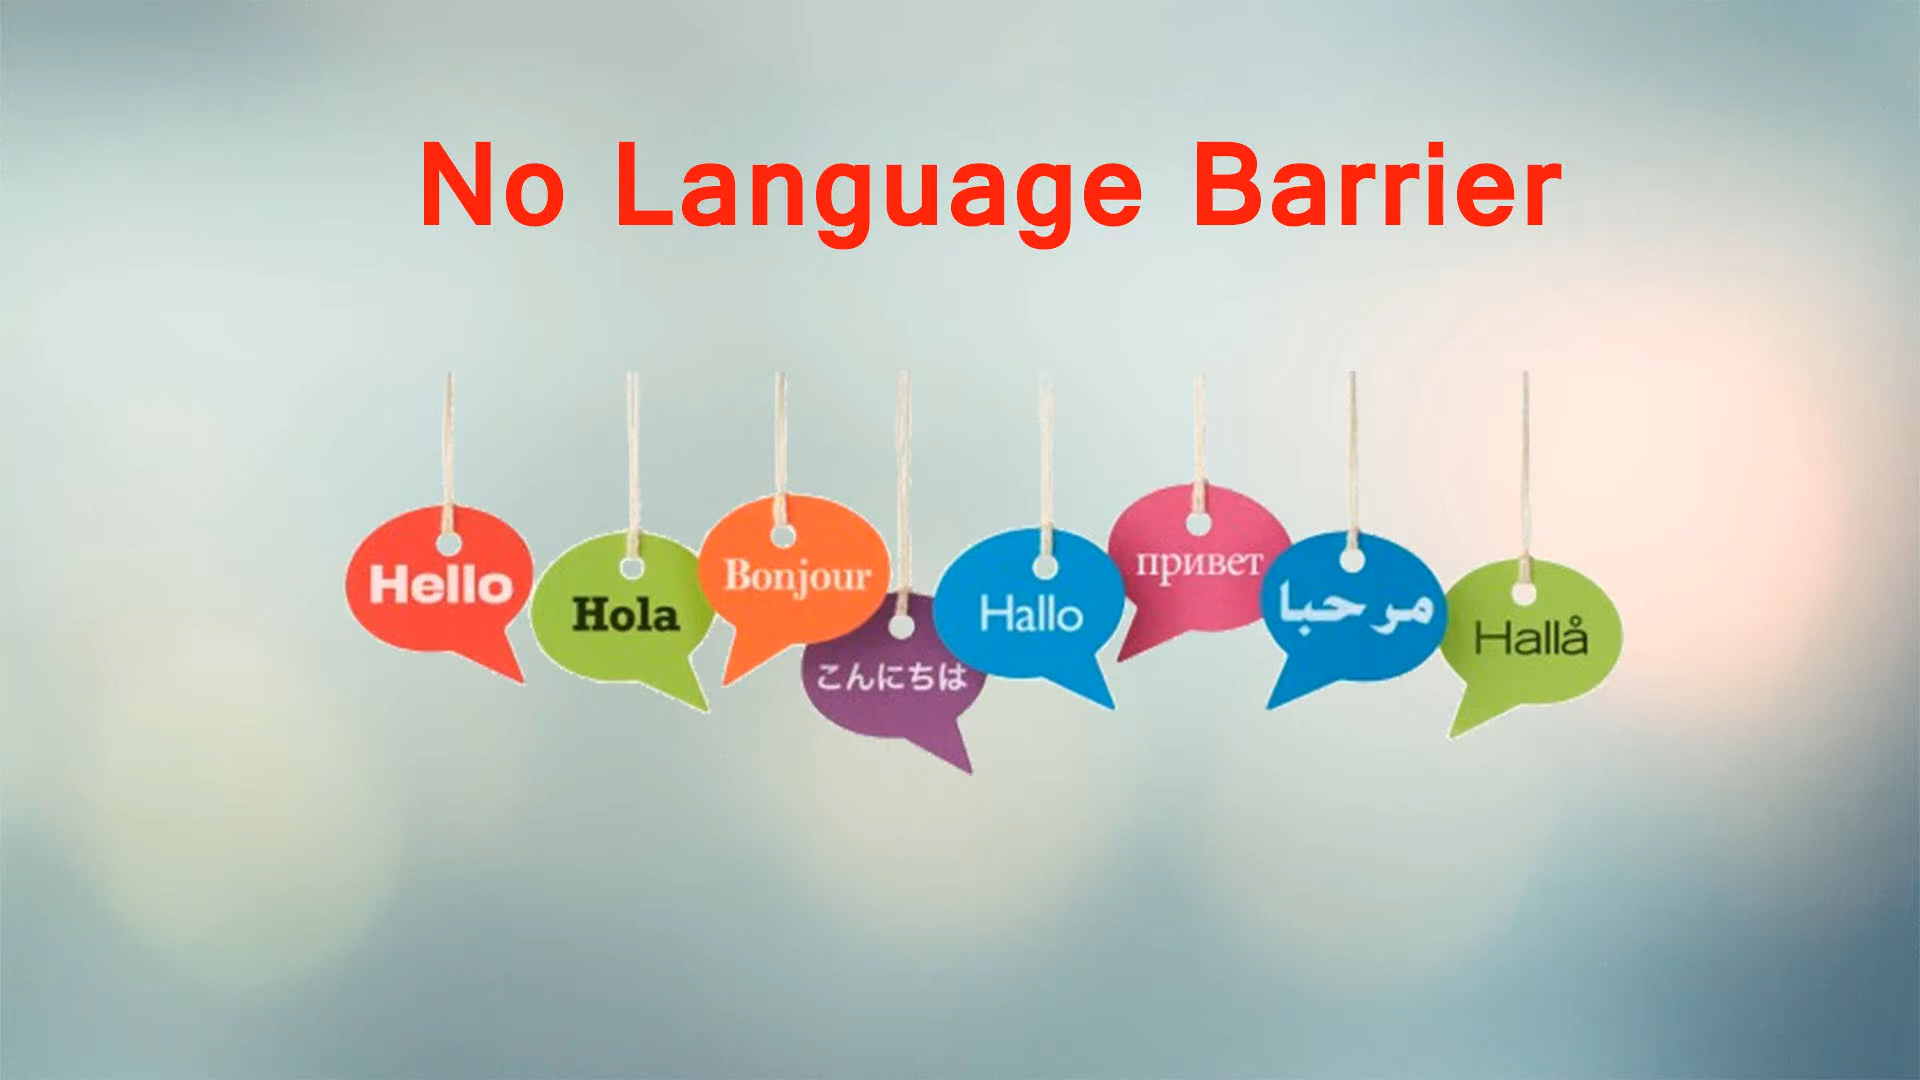 No Language Barrier
Hello
Hola
Bonjour
こんにちは
Hallo
привет
مرحبا
Hallå